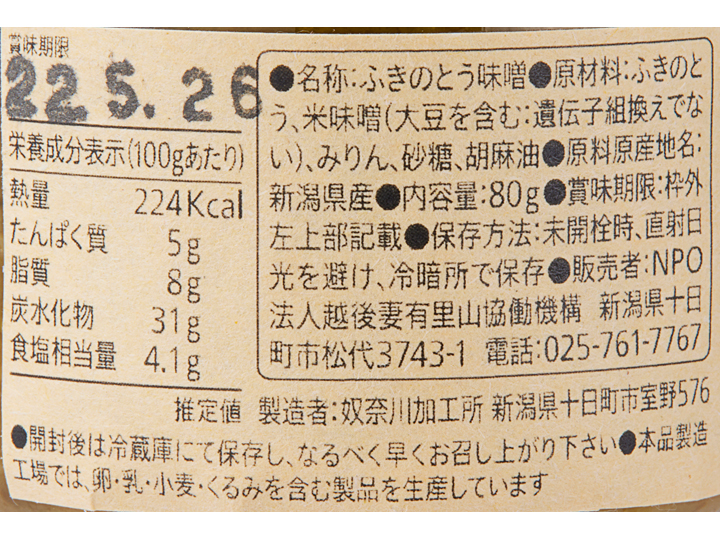 賞味期限
22 5. 26
栄養成分表示(100gあたり)
熱量 224Kcal
たんぱく質 5g
脂質 8g
炭水化物 31g
食塩相当量 4.1g
推定値
●名称:ふきのとう味噌●原材料:ふきのと
う、米味噌(大豆を含む:遺伝子組換えでな
い)、みりん、砂糖、胡麻油●原料原産地名:
新潟県産●内容量:80g●賞味期限:枠外
左上部記載●保存方法:未開栓時、直射日
光を避け、冷暗所で保存●販売者:NPO
法人越後妻有里山協働機構 新潟県十日
町市松代3743-1 電話:025-761-7767
製造者:奴奈川加工所 新潟県十日町市室野576
●開封後は冷蔵庫にて保存し、なるべく早くお召し上がり下さい●本品製造
工場では、卵・乳・小麦・くるみを含む製品を生産しています